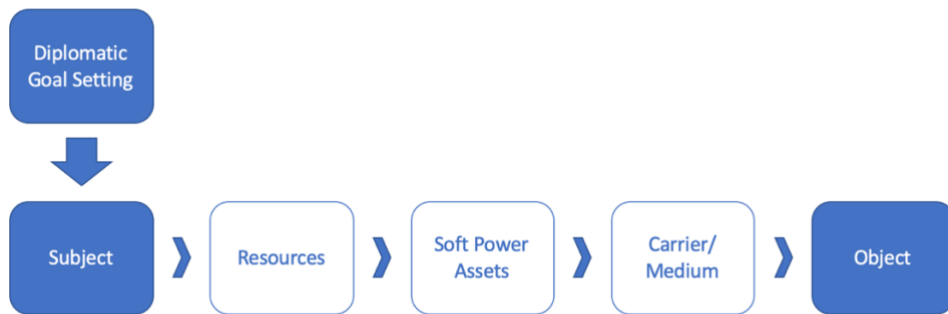 Diplomatic
Goal Setting
Subject
Resources
Soft Power
Assets
Carrier/
Medium
Object